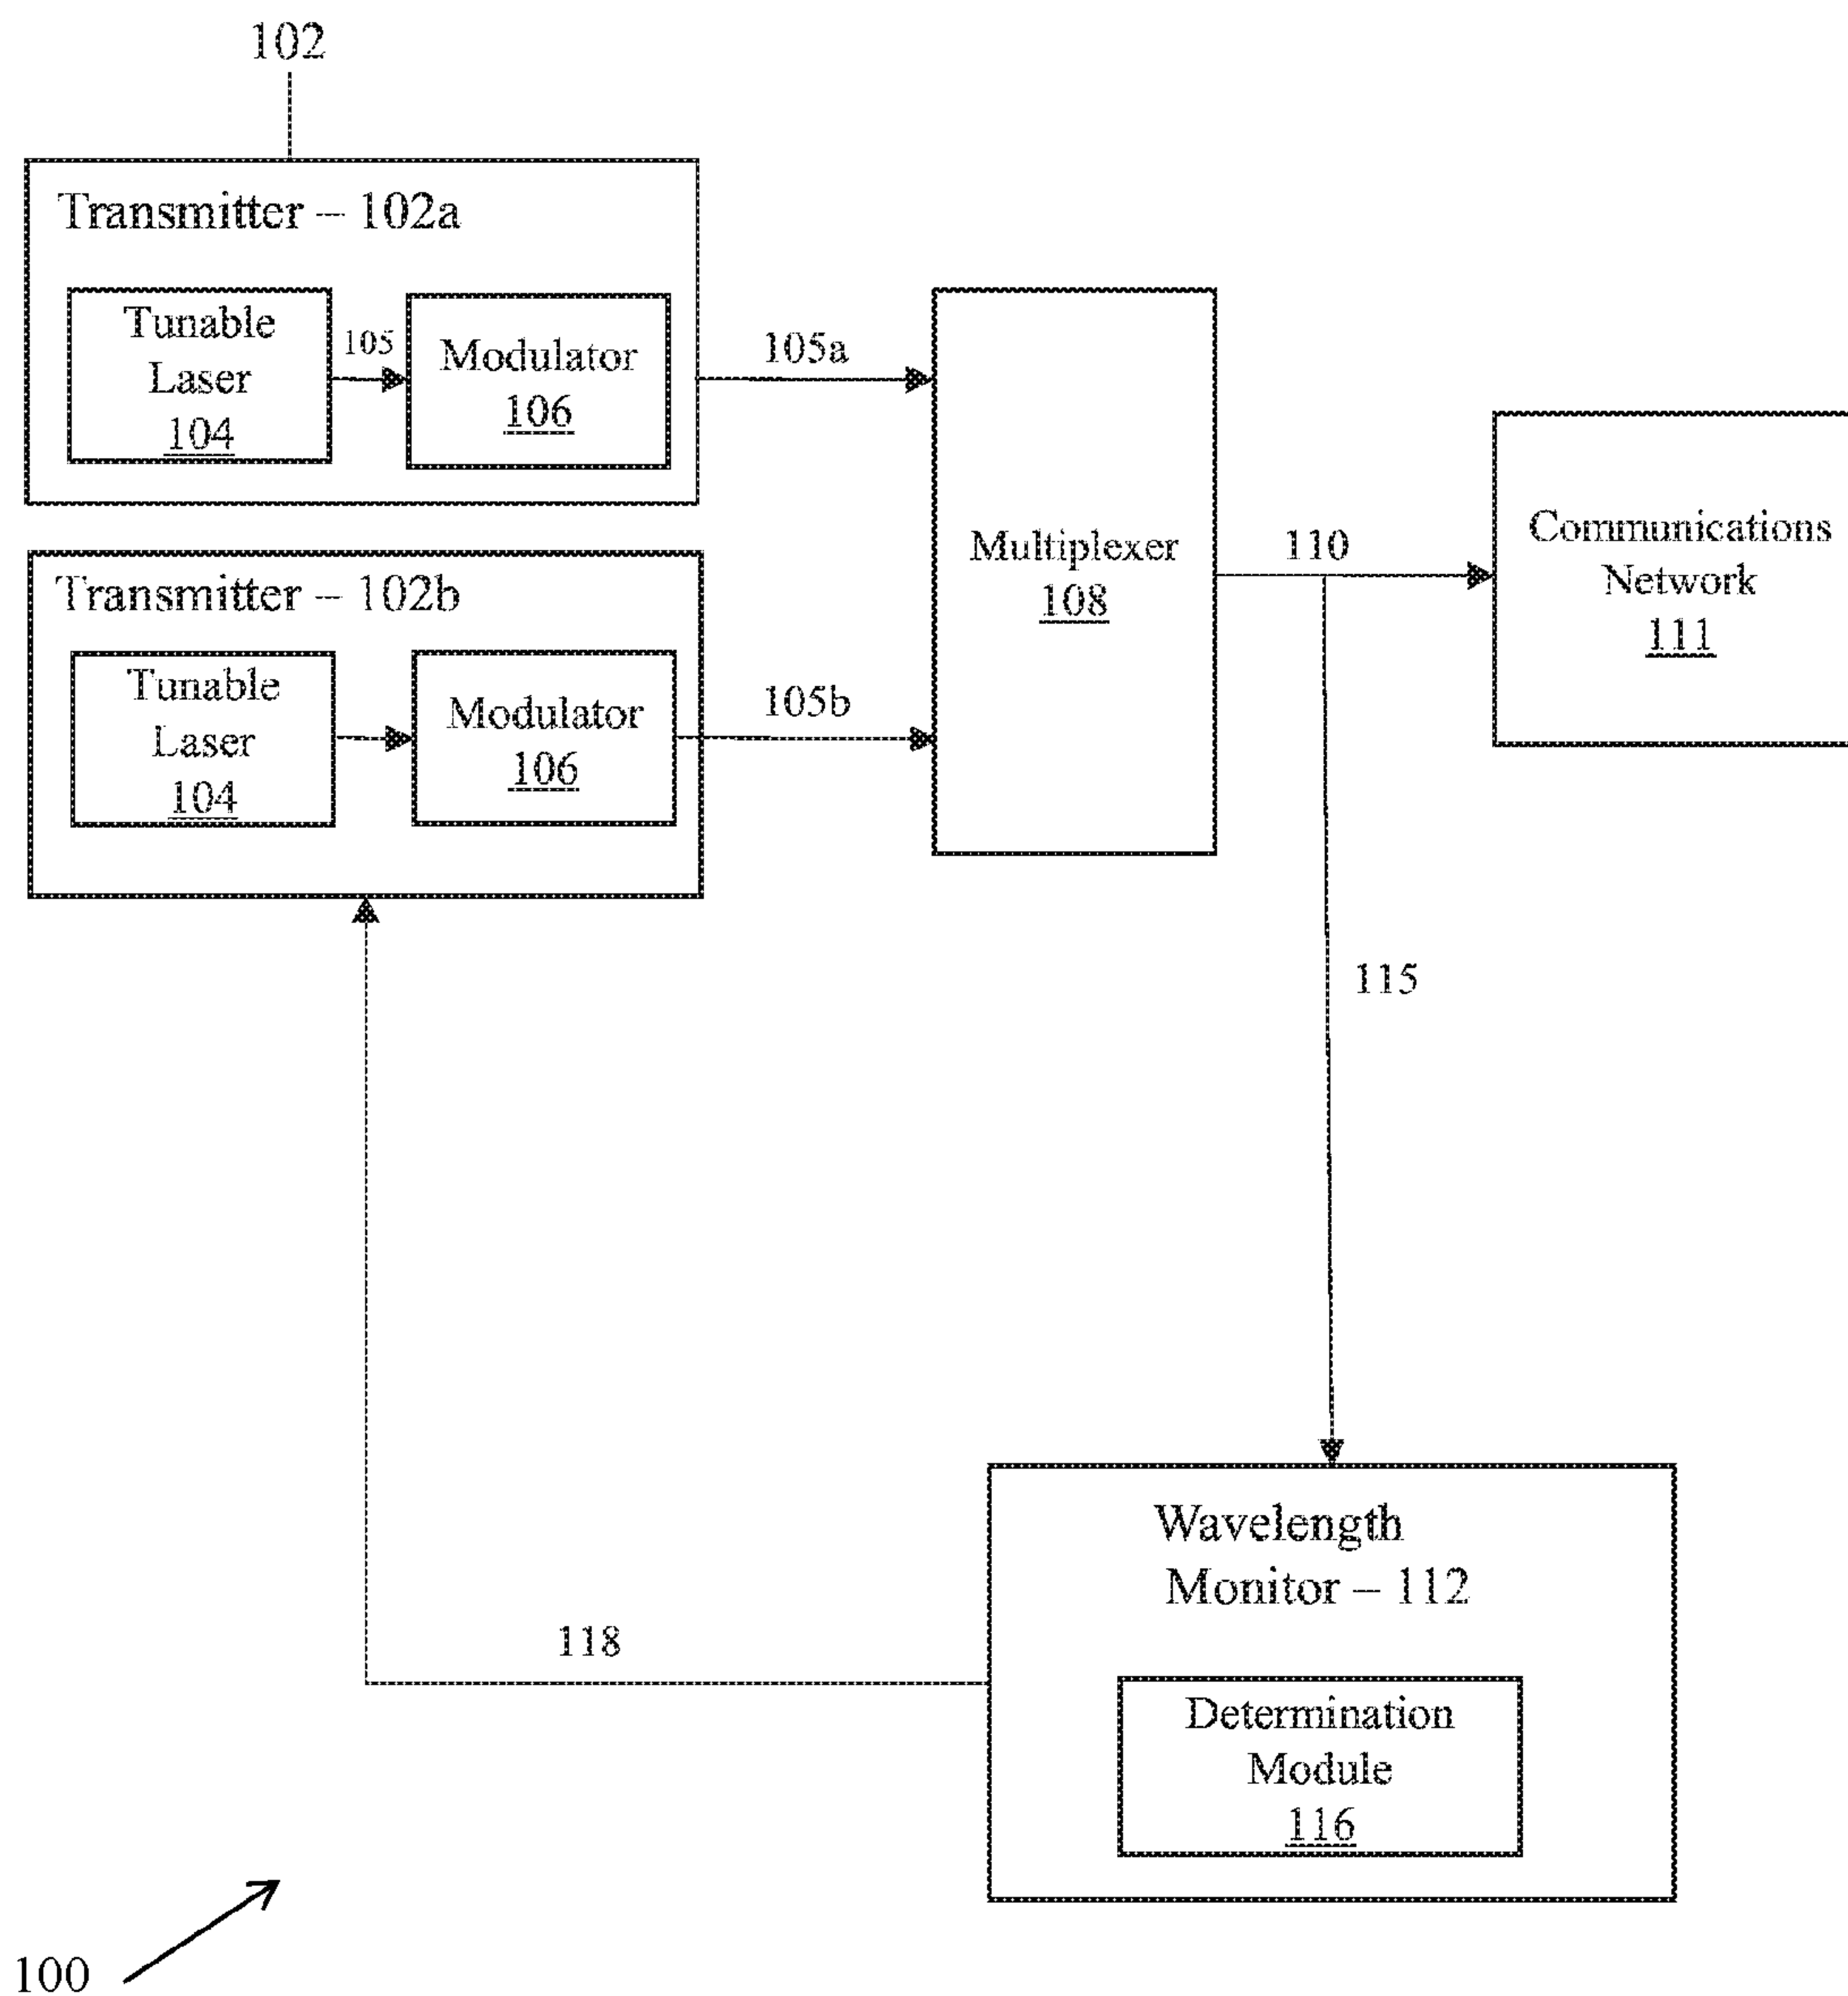 102
Transmitter – 102a
Tunable
Laser
104
105
Modulator
106
105a
Transmitter – 102b
Tunable
Laser
104
Modulator
106
105b
Multiplexer
108
110
Communications
Network
111
115
Wavelength
Monitor – 112
Determination
Module
116
118
100